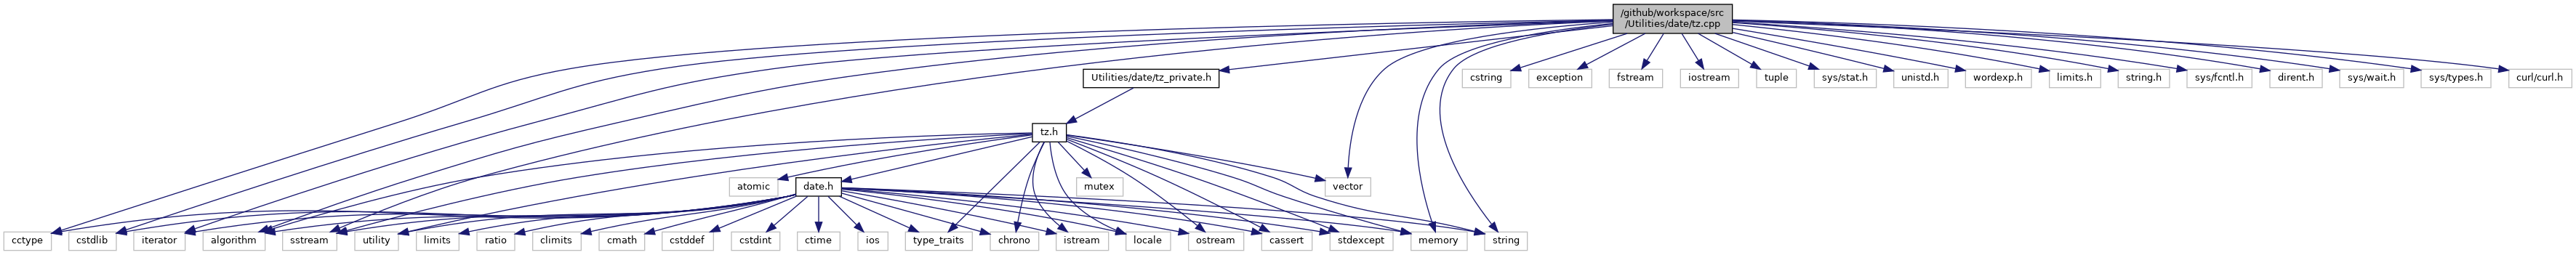 /github/workspace/src
/Utilities/date/tz.cpp
Utilities/date/tz_private.h
cstring
exception
fstream
iostream
tuple
sys/stat.h
unistd.h
wordexp.h
limits.h
string.h
sys/fcntl.h
dirent.h
sys/wait.h
sys/types.h
curl/curl.h
tz.h
atomic
date.h
mutex
vector
cctype
cstdlib
iterator
algorithm
sstream
utility
limits
ratio
climits
cmath
cstddef
cstdint
ctime
ios
type_traits
chrono
istream
locale
ostream
cassert
stdexcept
memory
string